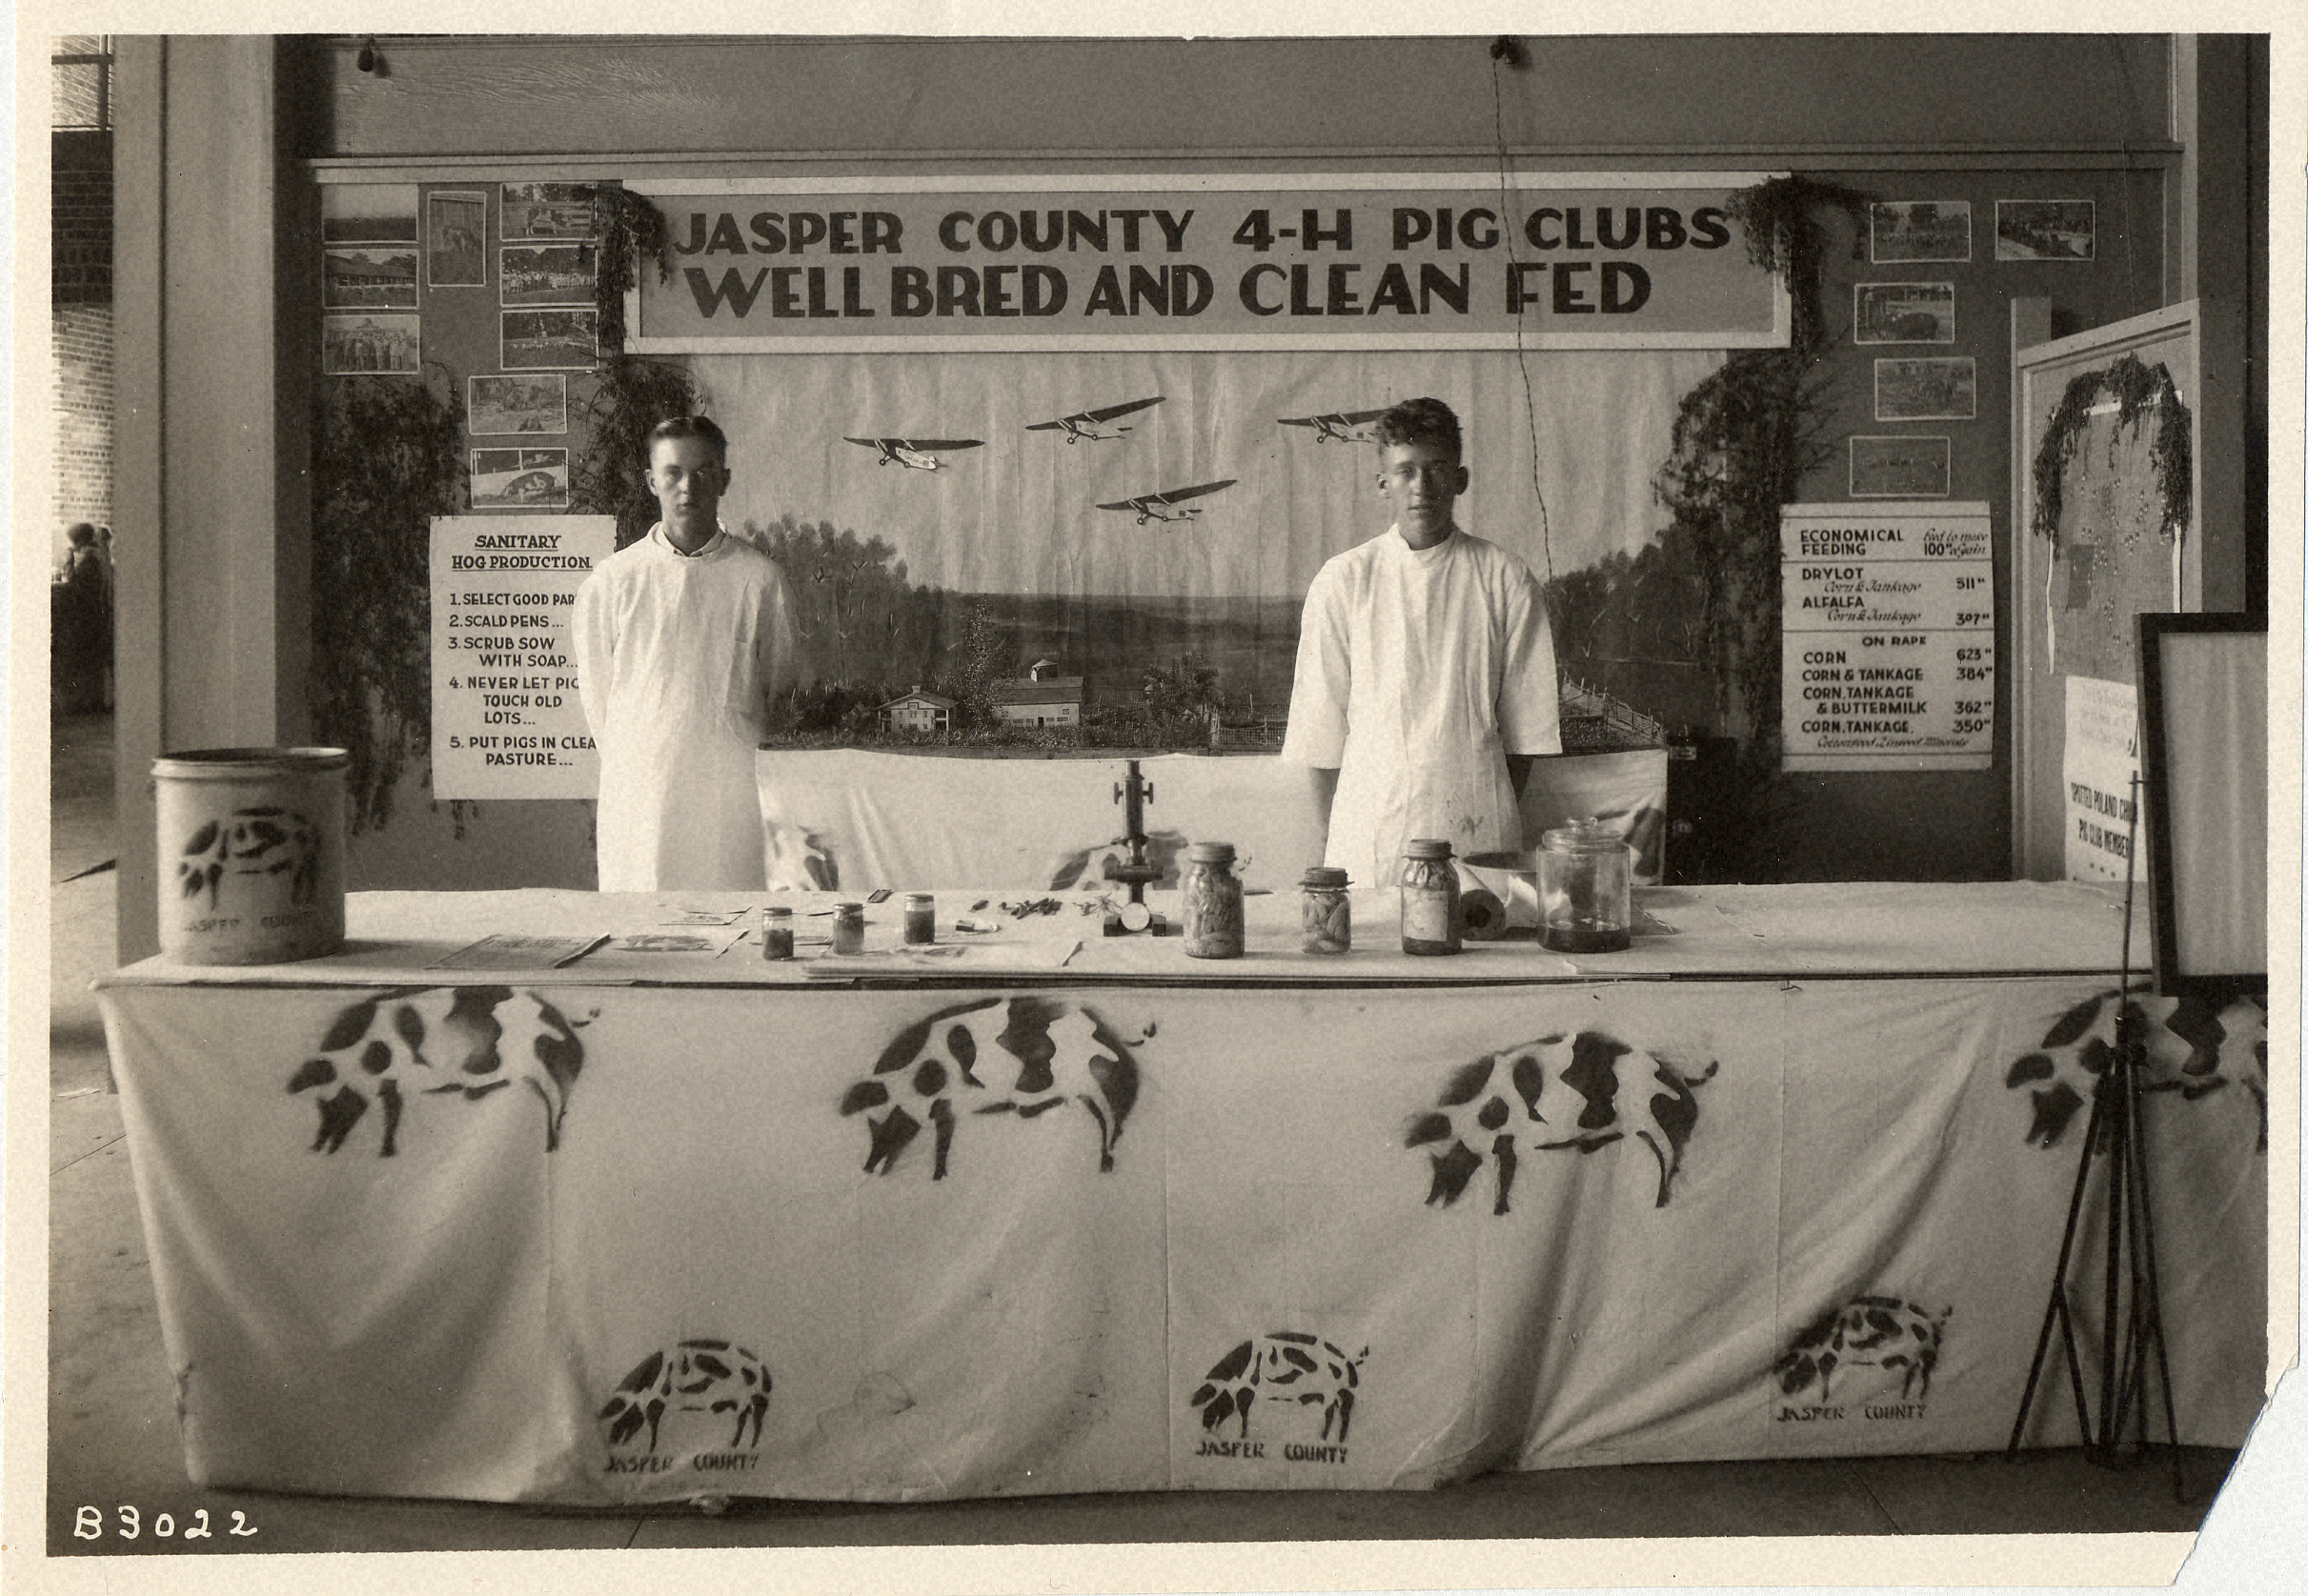 JASPER COUNTY 4-H PIG CLUBS
WELL BRED AND CLEAN FED
SANITARY
HOG PRODUCTION
1. SELECT GOOD PAR
2. SCALD PENS...
3. SCRUB SOW
WITH SOAP...
4. NEVER LET PIG
TOUCH OLD
LOTS...
5. PUT PIGS IN CLEA
PASTURE...
ECONOMICAL FEEDING
Feed to make
100" of gain
DRYLOT
Corn & Tankage 511"
ALFALFA
Corn & Tankage 307"
ON RAPE
CORN 623"
CORN & TANKAGE 384"
CORN, TANKAGE
& BUTTERMILK 362"
CORN, TANKAGE, 350"
Cottonseed, Linseed, Minerals
SPOTTED POLAND CHI
PIG CLUB MEMBER
JASPER COUNTY
JASPER COUNTY
JASPER COUNTY
JASPER COUNTY
B3022